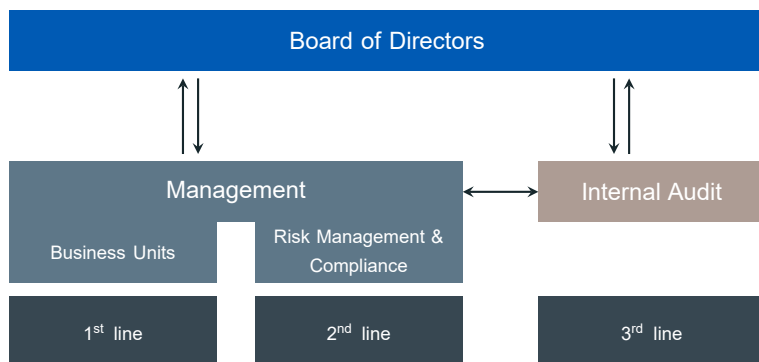 Board of Directors
Management
Internal Audit
Business Units
Risk Management &
Compliance
1st line
2nd line
3rd line